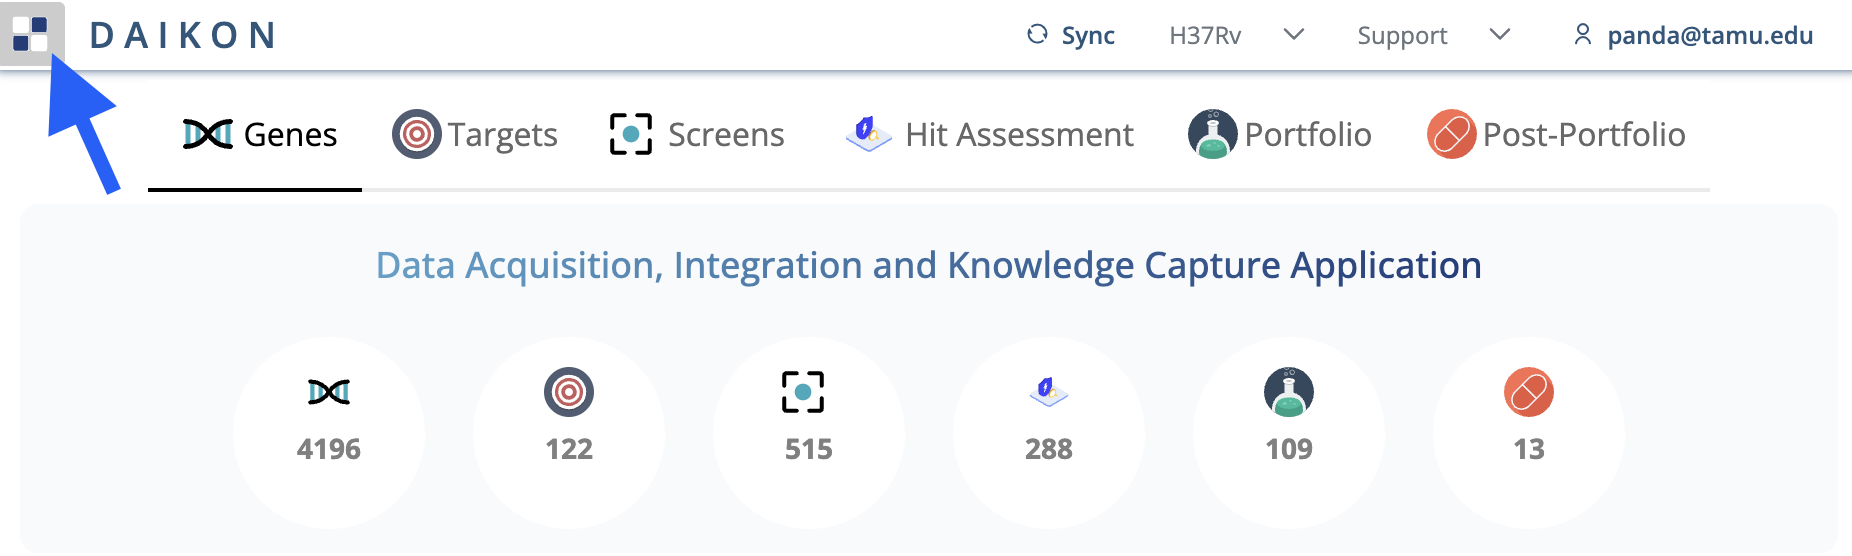 DAIKON Sync H37Rv Support panda@tamu.edu
Genes Targets Screens Hit Assessment Portfolio Post-Portfolio
Data Acquisition, Integration and Knowledge Capture Application
4196 122 515 288 109 13